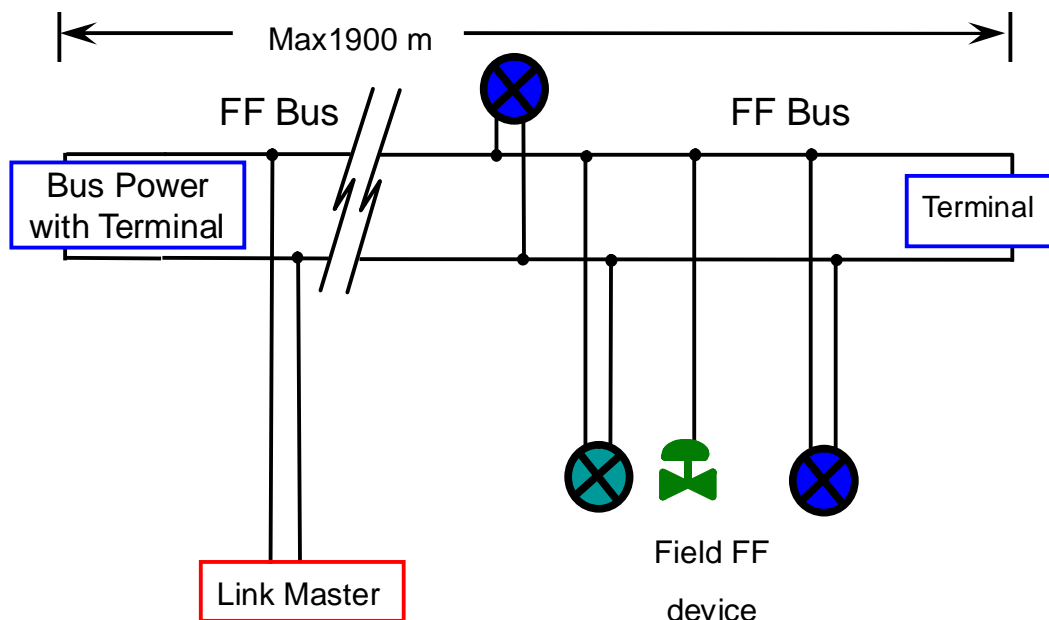 Max1900 m
FF Bus
FF Bus
Bus Power
with Terminal
Terminal
Link Master
Field FF
device